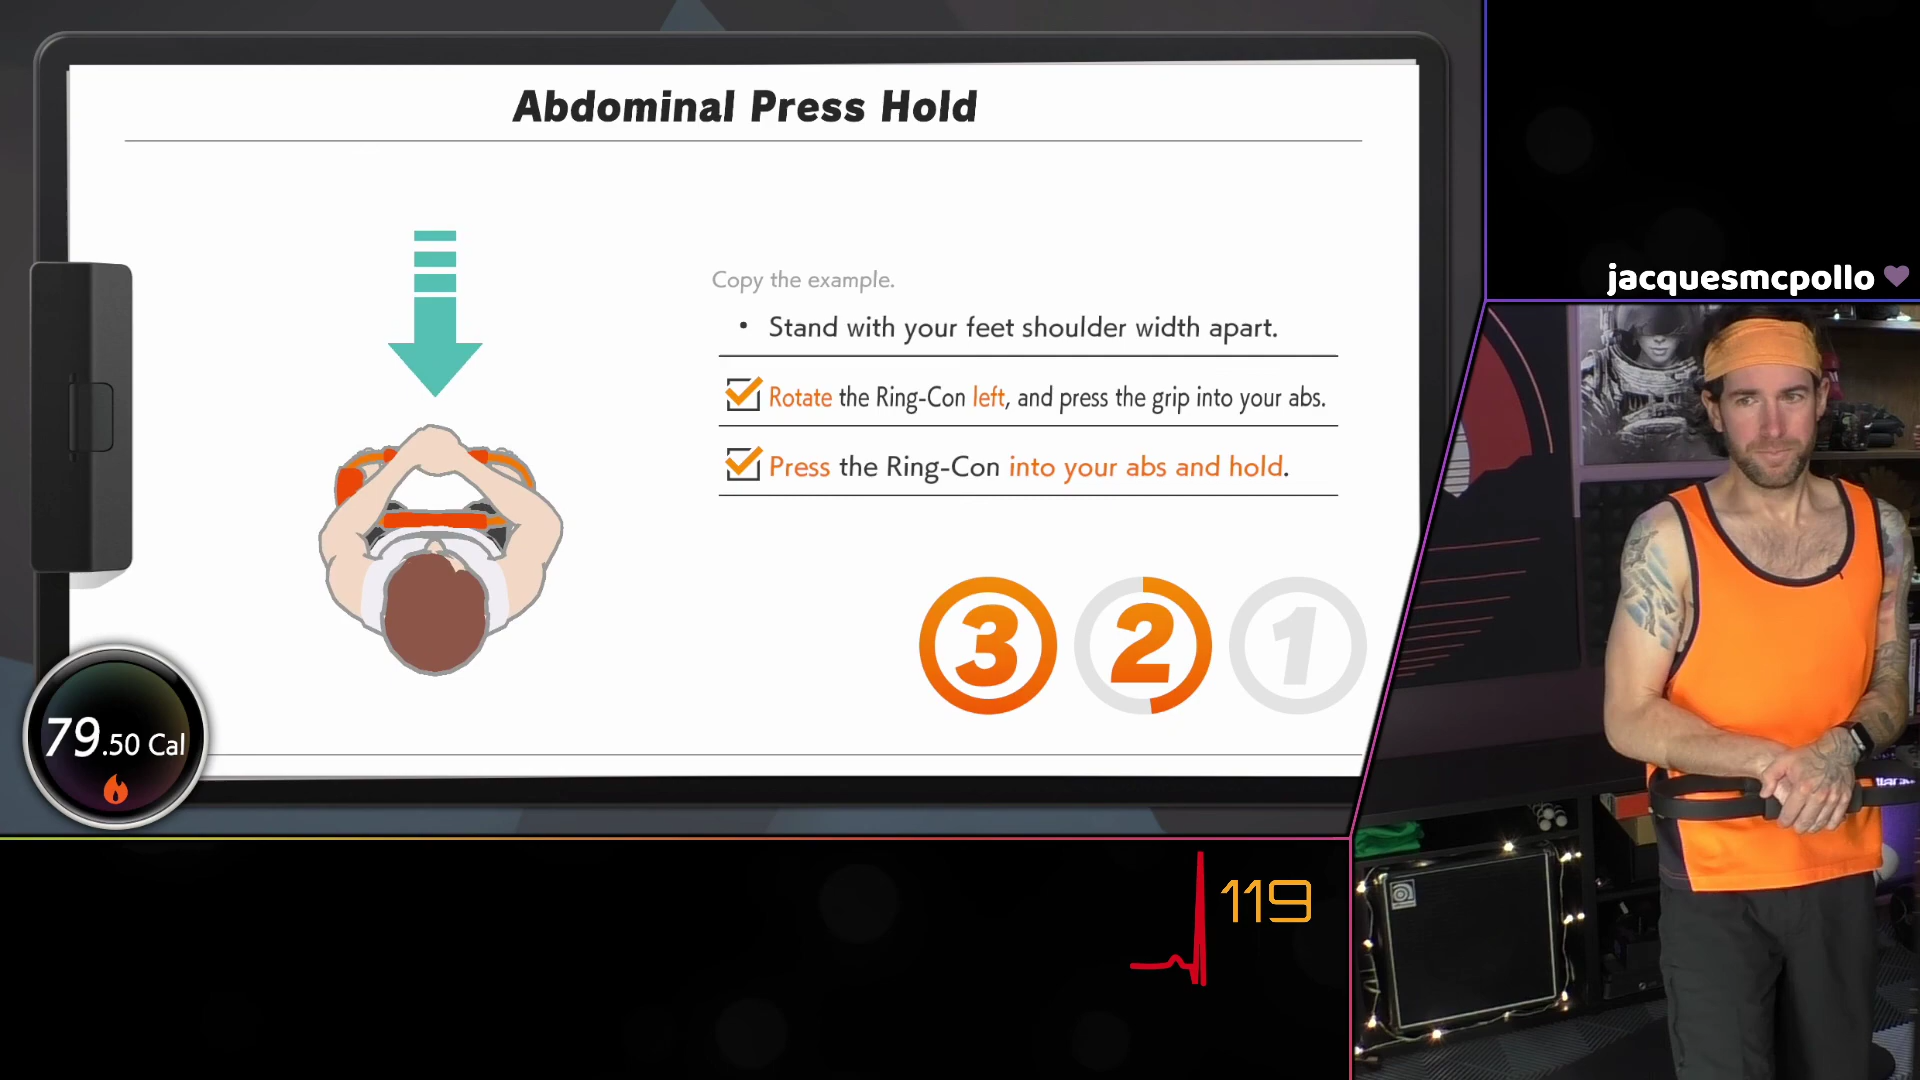 Abdominal Press Hold
Copy the example.
• Stand with your feet shoulder width apart.
Rotate the Ring-Con left, and press the grip into your abs.
Press the Ring-Con into your abs and hold.
3 2 1
79.50 Cal
jacquesmcpollo
119